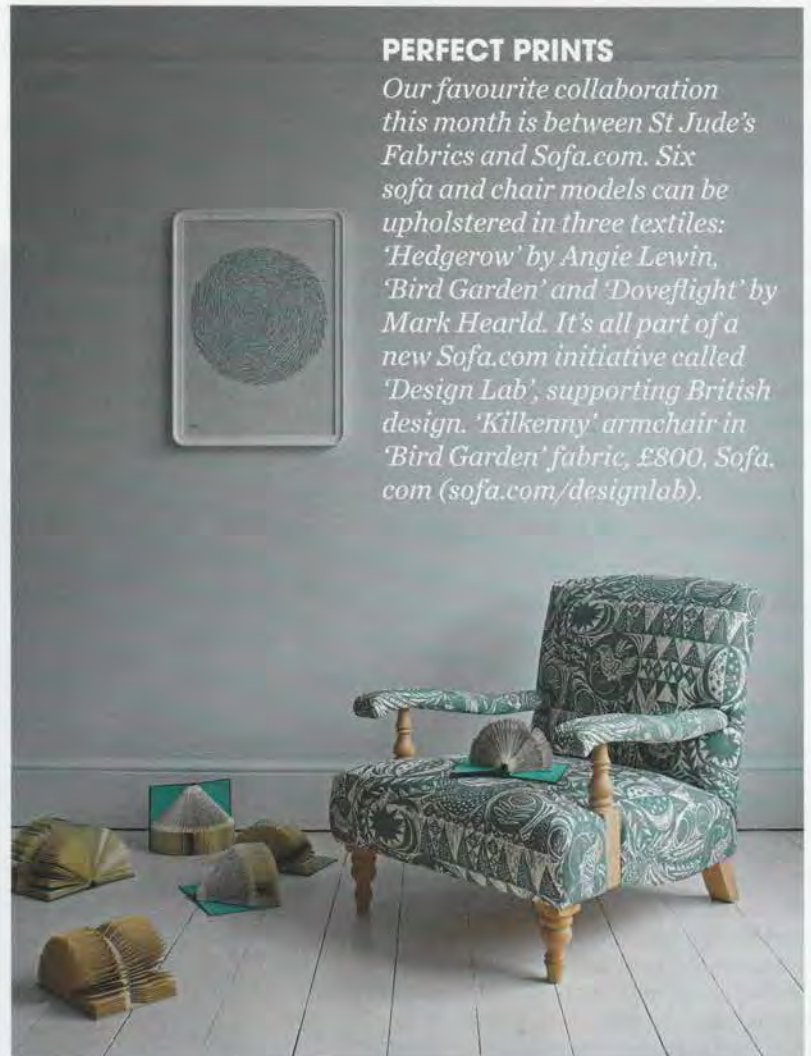 PERFECT PRINTS
Our favourite collaboration
this month is between St Jude's
Fabrics and Sofa.com. Six
sofa and chair models can be
upholstered in three textiles:
‘Hedgerow’ by Angie Lewin,
‘Bird Garden’ and ‘Doveflight’ by
Mark Hearld. It's all part of a
new Sofa.com initiative called
‘Design Lab’, supporting British
design. ‘Kilkenny’ armchair in
‘Bird Garden’ fabric, £800, Sofa.
com (sofa.com/designlab).